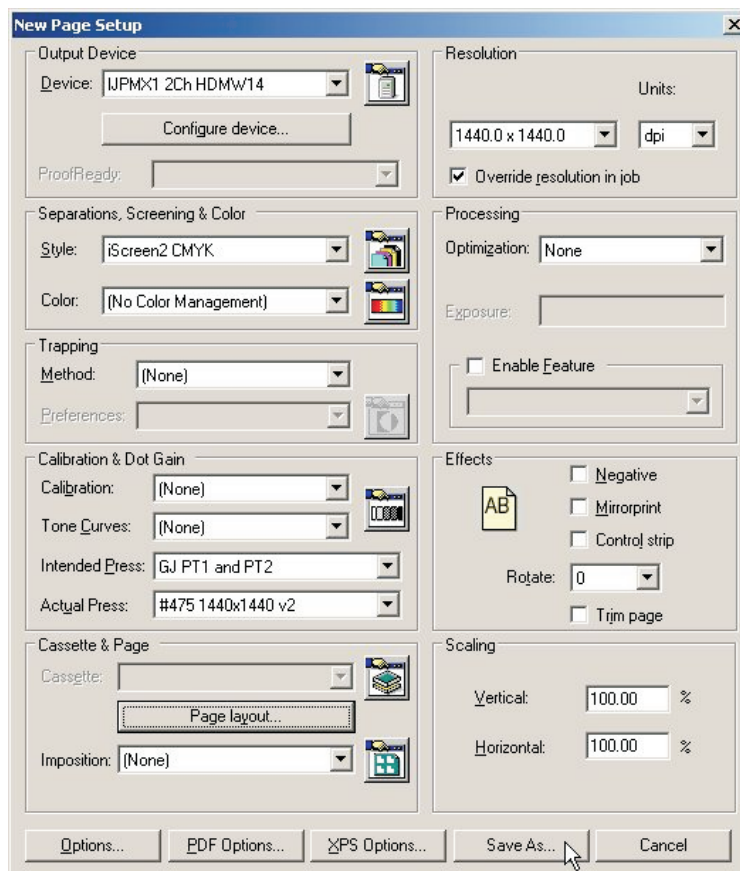 New Page Setup
Output Device
Device: IJPMX1 2Ch HDMW14
Configure device...
ProofReady:
Resolution
Units:
1440.0 x 1440.0 dpi
Override resolution in job
Separations, Screening & Color
Style: iScreen2 CMYK
Color: (No Color Management)
Processing
Optimization: None
Exposure:
Enable Feature
Trapping
Method: (None)
Preferences:
Calibration & Dot Gain
Calibration: (None)
Tone Curves: (None)
Intended Press: GJ PT1 and PT2
Actual Press: #475 1440x1440 v2
Effects
AB
Negative
Mirrorprint
Control strip
Rotate: 0
Trim page
Cassette & Page
Cassette:
Page layout...
Imposition: (None)
Scaling
Vertical: 100.00 %
Horizontal: 100.00 %
Options... PDF Options... XPS Options... Save As... Cancel